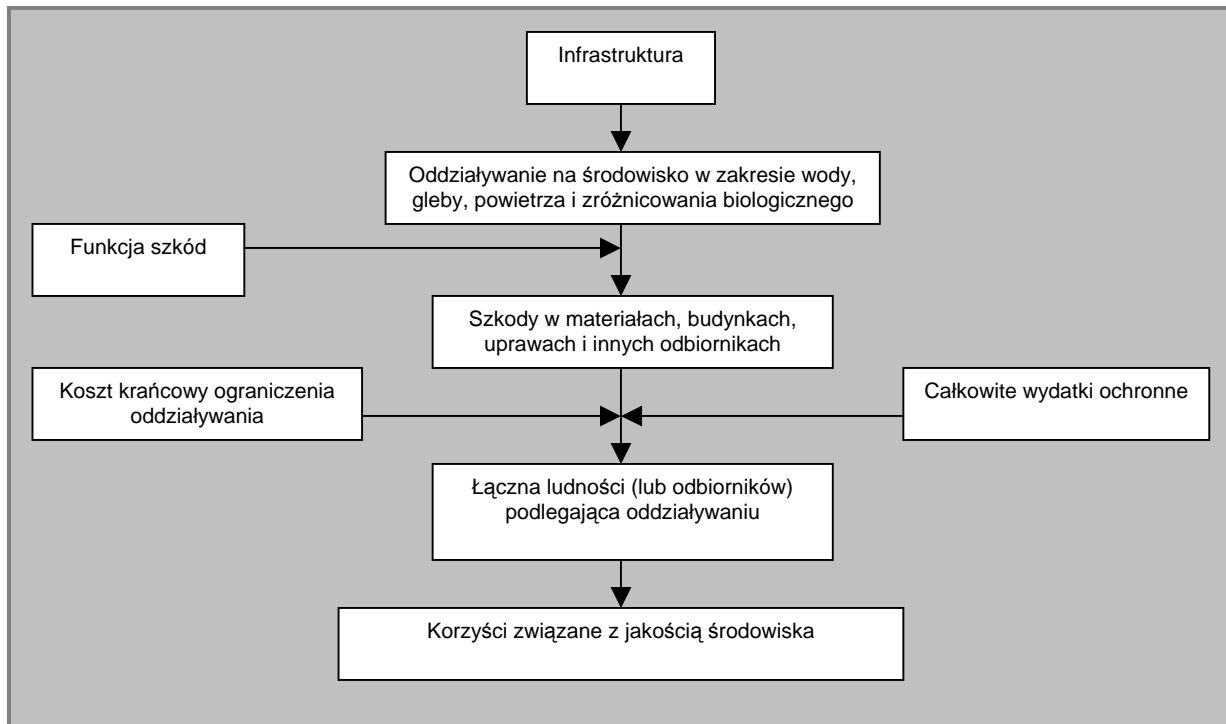 Infrastruktura
Oddziaływanie na środowisko w zakresie wody,
gleby, powietrza i zróżnicowania biologicznego
Funkcja szkód
Szkody w materiałach, budynkach,
uprawach i innych odbiornikach
Koszt krańcowy ograniczenia
oddziaływania
Całkowite wydatki ochronne
Łączna ludności (lub odbiorników)
podlegająca oddziaływaniu
Korzyści związane z jakością środowiska